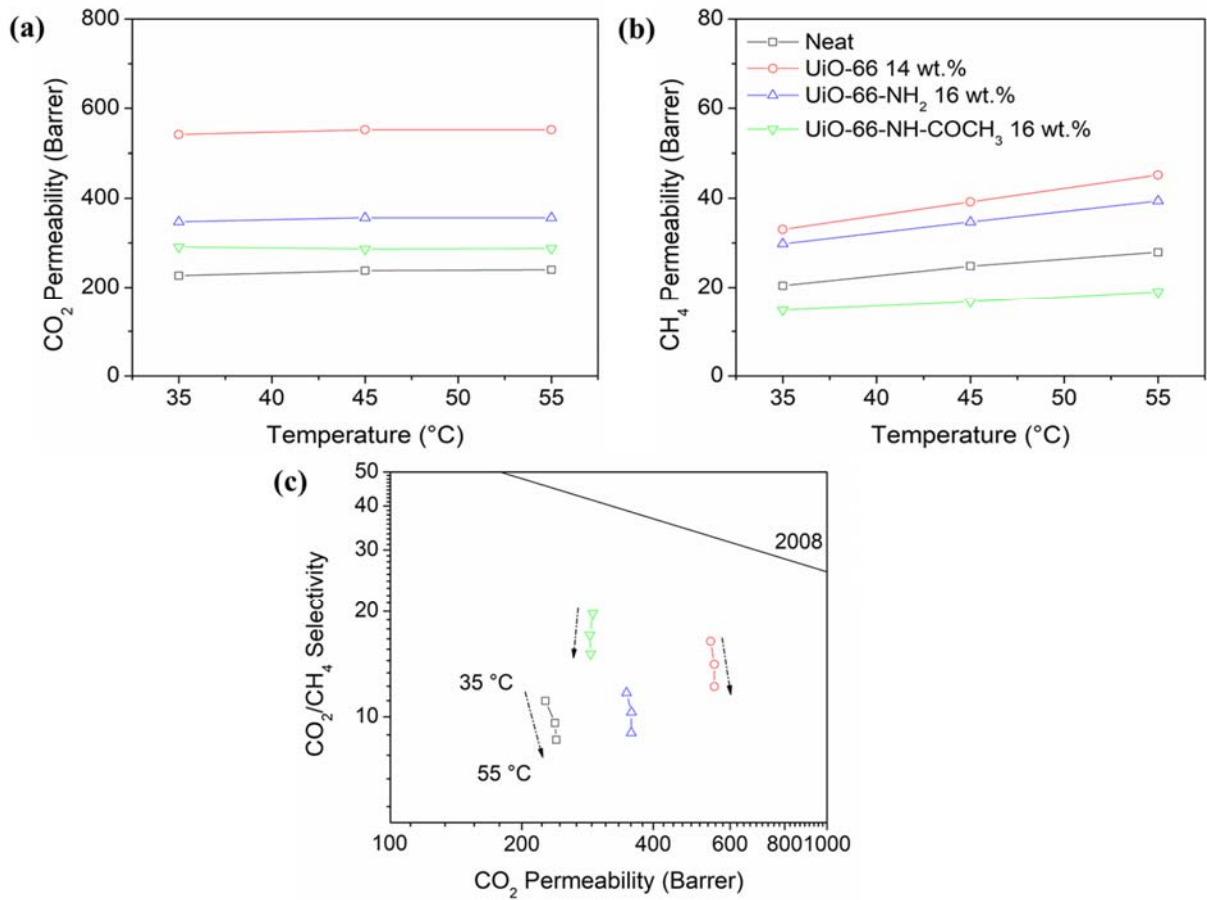 (a)
800
600
400
200
0
CO₂ Permeability (Barrer)
35 40 45 50 55
Temperature (°C)
(b)
80
60
40
20
0
CH₄ Permeability (Barrer)
Neat
UiO-66 14 wt.%
UiO-66-NH₂ 16 wt.%
UiO-66-NH-COCH₃ 16 wt.%
35 40 45 50 55
Temperature (°C)
(c)
50
40
30
20
10
CO₂/CH₄ Selectivity
2008
35 °C
55 °C
100 200 400 600 800 1000
CO₂ Permeability (Barrer)